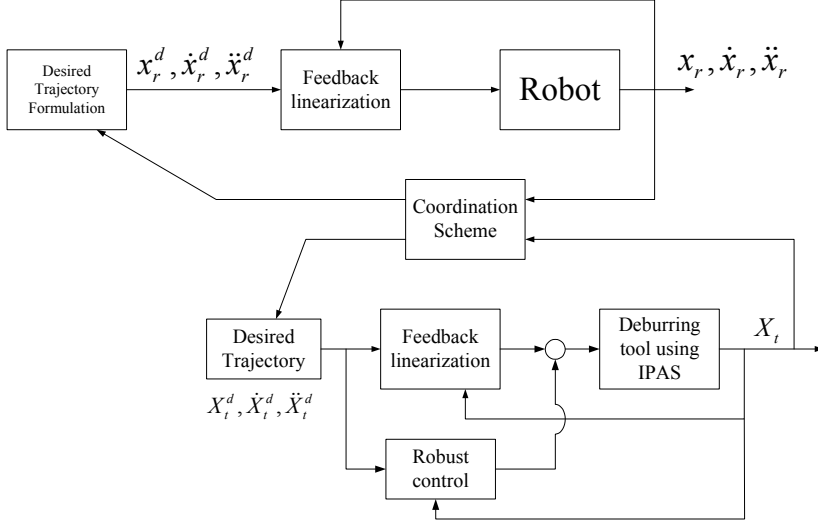 Desired
Trajectory
Formulation
x_r^d, ẋ_r^d, ẍ_r^d
Feedback
linearization
Robot
x_r, ẋ_r, ẍ_r
Coordination
Scheme
Desired
Trajectory
X_t^d, Ẋ_t^d, Ẍ_t^d
Feedback
linearization
Deburring
tool using
IPAS
X_t
Robust
control